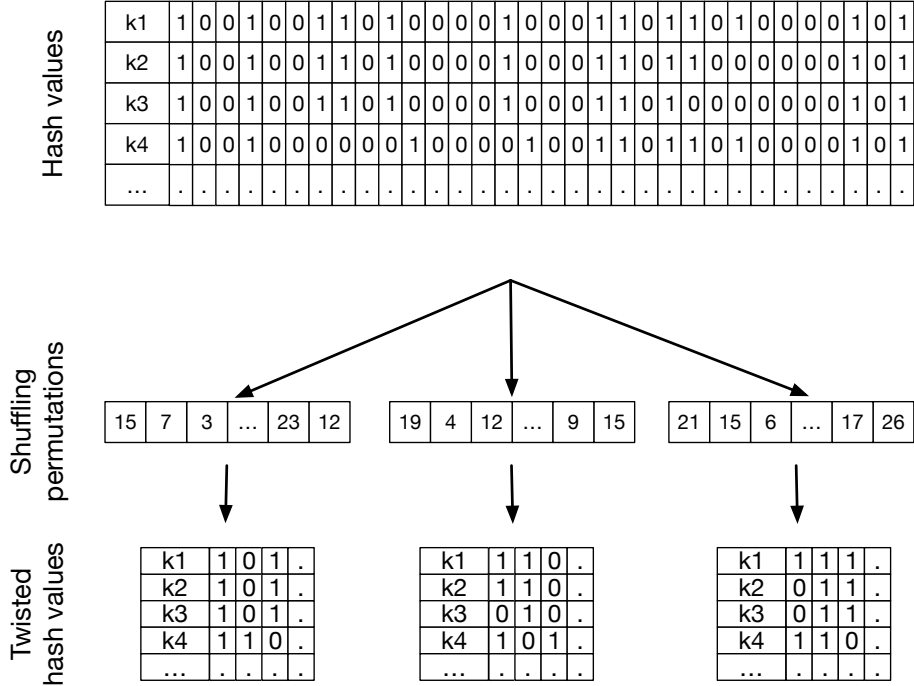 Hash values
k1 1 0 0 1 0 0 1 1 0 1 0 0 0 0 1 0 0 0 1 1 0 1 1 0 1 0 0 0 0 1 0 1
k2 1 0 0 1 0 0 1 1 0 1 0 0 0 0 1 0 0 0 1 1 0 1 1 0 0 0 0 0 0 1 0 1
k3 1 0 0 1 0 0 1 1 0 1 0 0 0 0 1 0 0 0 1 1 0 1 0 0 0 0 0 0 0 1 0 1
k4 1 0 0 1 0 0 0 0 0 0 1 0 0 0 0 1 0 0 1 1 0 1 1 0 1 0 0 0 0 1 0 1
... . . . . . . . . . . . . . . . . . . . . . . . . . . . . . . . .
Shuffling
permutations
15 7 3 ... 23 12
19 4 12 ... 9 15
21 15 6 ... 17 26
Twisted
hash values
k1 1 0 1 .
k2 1 0 1 .
k3 1 0 1 .
k4 1 1 0 .
... . . . .
k1 1 1 0 .
k2 1 1 0 .
k3 0 1 0 .
k4 1 0 1 .
... . . . .
k1 1 1 1 .
k2 0 1 1 .
k3 0 1 1 .
k4 1 1 0 .
... . . . .